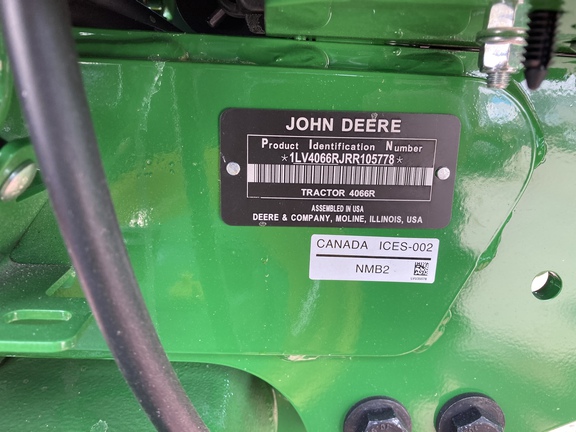 JOHN DEERE
Product Identification Number
*1LV4066RJRR105778*
TRACTOR 4066R
ASSEMBLED IN USA
DEERE & COMPANY, MOLINE, ILLINOIS, USA
CANADA ICES-002
NMB2